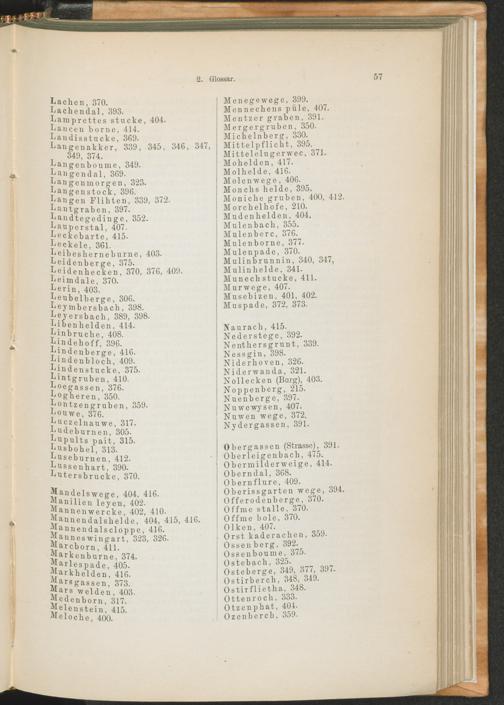 2. Glossar.
57
Lachen, 370.
Lachendal, 393.
Lamprettes stucke, 404.
Lancen borne, 414.
Landisstucke, 369.
Langenakker, 339, 345, 346, 347,
349, 374.
Langenboume, 349.
Langendal, 369.
Langenmorgen, 323.
Langenstock, 396.
Langen Flihten, 339, 372.
Lantgraben, 397.
Landtegedinge, 352.
Lauperstal, 407.
Leckebarte, 415.
Leckele, 361.
Leibesherneburne, 403.
Leidenberge, 375.
Leidenhecken, 370, 376, 409.
Leimdale, 370.
Lerin, 403.
Leubelberge, 306.
Leymbersbach, 398.
Leyersbach, 389, 398.
Libenhelden, 414.
Linbruche, 408.
Lindehoff, 396.
Lindenberge, 416.
Lindenbloch, 409.
Lindenstucke, 375.
Lintgruben, 410.
Loegassen, 376.
Logheren, 350.
Lontzengruben, 359.
Louwe, 376.
Luczelnauwe, 317.
Ludeburnen, 305.
Lupults pait, 315.
Lusbohel, 313.
Luseburnen, 412.
Lussenhart, 390.
Lutersbrucke, 370.
Mandelswege, 404, 416.
Manilien leyen, 402.
Mannenwercke, 402, 410.
Mannendalshelde, 404, 415, 416.
Mannendalscloppe, 416.
Manneswingart, 323, 326.
Marcborn, 411.
Markenburne, 374.
Marlespade, 405.
Markhelden, 416.
Marsgassen, 373.
Mars welden, 403.
Medenborn, 317.
Melenstein, 415.
Meloche, 400.
Menegewege, 399.
Mennechens püle, 407.
Mentzer graben, 391.
Mergergruben, 350.
Michelnberg, 330.
Mittelpflicht, 395.
Mittelelugerwec, 371.
Mohelden, 417.
Molhelde, 416.
Molenwege, 406.
Monchs helde, 395.
Moniche gruben, 400, 412.
Morchelhofe, 210.
Mudenhelden, 404.
Mulenbach, 355.
Mulenberc, 376.
Mulenborne, 377.
Mulenpade, 370.
Mulinbrunnin, 340, 347,
Mulinhelde, 341.
Munechstucke, 411.
Murwege, 407.
Musebizen, 401, 402.
Muspade, 372, 373.
Naurach, 415.
Nederstege, 392.
Nenthersgrunt, 339.
Nessgin, 398.
Niderhoven, 326.
Niderwanda, 321.
Nollecken (Burg), 403.
Noppenberg, 215.
Nuenberge, 397.
Nuwewysen, 407.
Nuwen wege, 372.
Nydergassen, 391.
Obergassen (Strasse), 391.
Oberleigenbach, 475.
Obermilderweige, 414.
Oberndal, 368.
Obernflure, 409.
Oberissgarten wege, 394.
Offerodenberge, 370.
Offme stalle, 370.
Offme bole, 370.
Olken, 407.
Orst kaderachen, 359.
Ossenberg, 392.
Ossenboume, 375.
Ostebach, 325.
Osteberge, 349, 377, 397.
Ostirberch, 348, 349.
Ostirflietha, 348.
Ottenroch, 333.
Otzenphat, 404.
Ozenberch, 359.